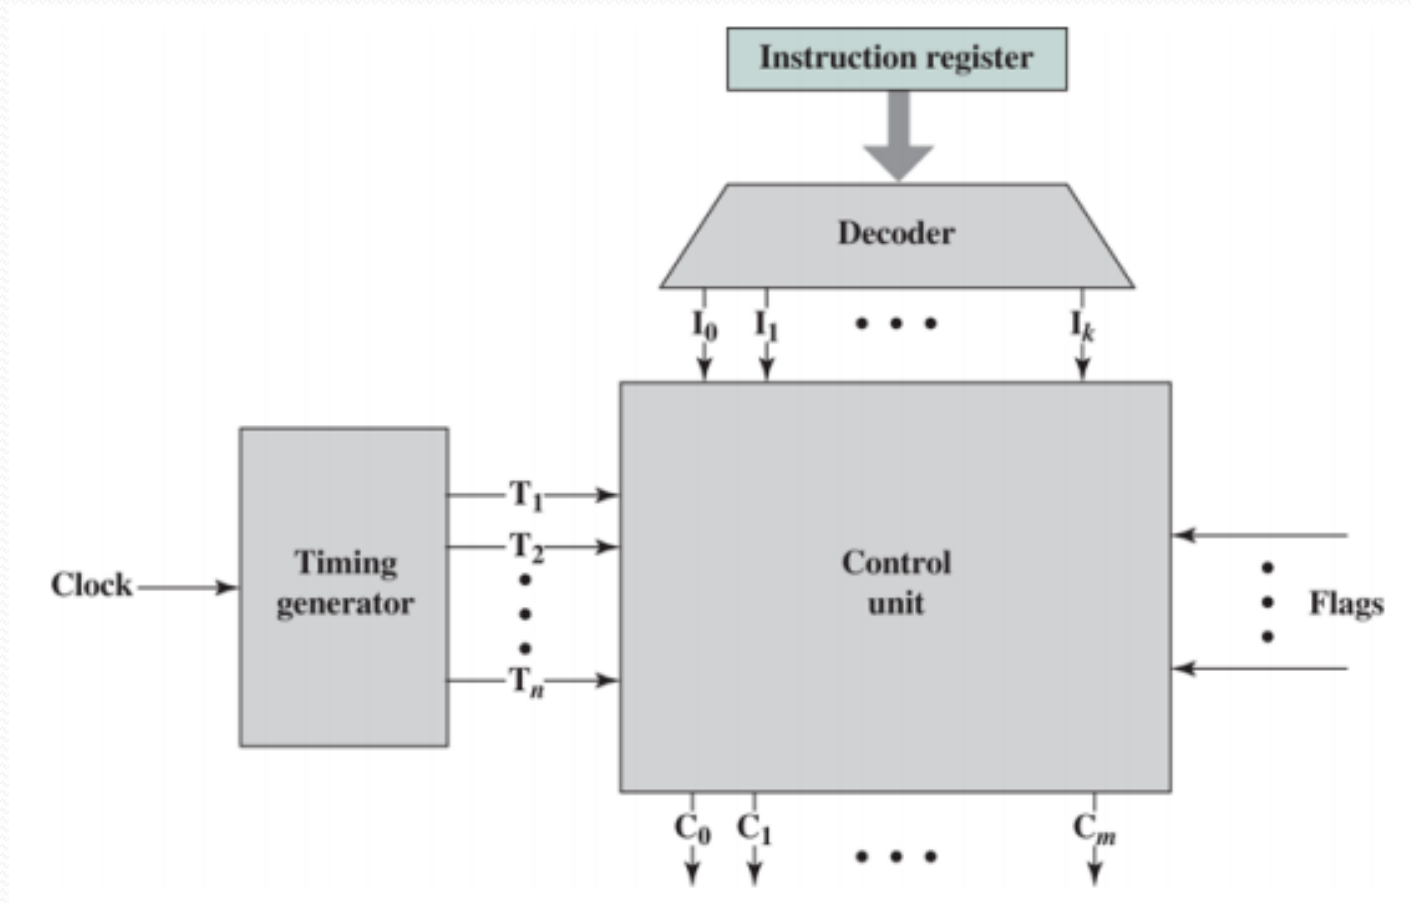 Instruction register
Decoder
I0 I1 • • • Ik
Timing
generator
Clock
T1
T2
•
•
•
Tn
Control
unit
•
•
•
Flags
C0 C1 • • • Cm